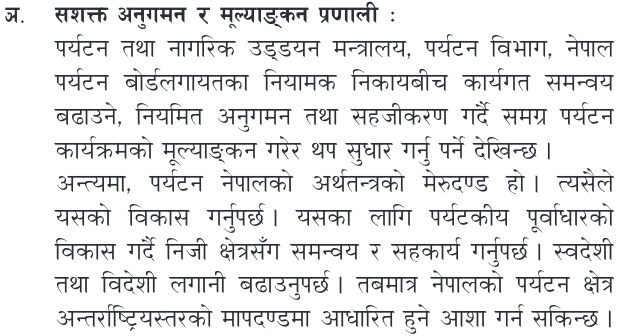 ञ. सशक्त अनुगमन र मूल्याङ्कन प्रणाली :
पर्यटन तथा नागरिक उड्डयन मन्त्रालय, पर्यटन विभाग, नेपाल
पर्यटन बोर्डलगायतका नियामक निकायबीच कार्यगत समन्वय
बढाउने, नियमित अनुगमन तथा सहजीकरण गर्दै समग्र पर्यटन
कार्यक्रमको मूल्याङ्कन गरेर थप सुधार गर्नु पर्ने देखिन्छ ।
अन्त्यमा, पर्यटन नेपालको अर्थतन्त्रको मेरुदण्ड हो । त्यसैले
यसको विकास गर्नुपर्छ । यसका लागि पर्यटकीय पूर्वाधारको
विकास गर्दै निजी क्षेत्रसँग समन्वय र सहकार्य गर्नुपर्छ । स्वदेशी
तथा विदेशी लगानी बढाउनुपर्छ । तबमात्र नेपालको पर्यटन क्षेत्र
अन्तर्राष्ट्रियस्तरको मापदण्डमा आधारित हुने आशा गर्न सकिन्छ ।